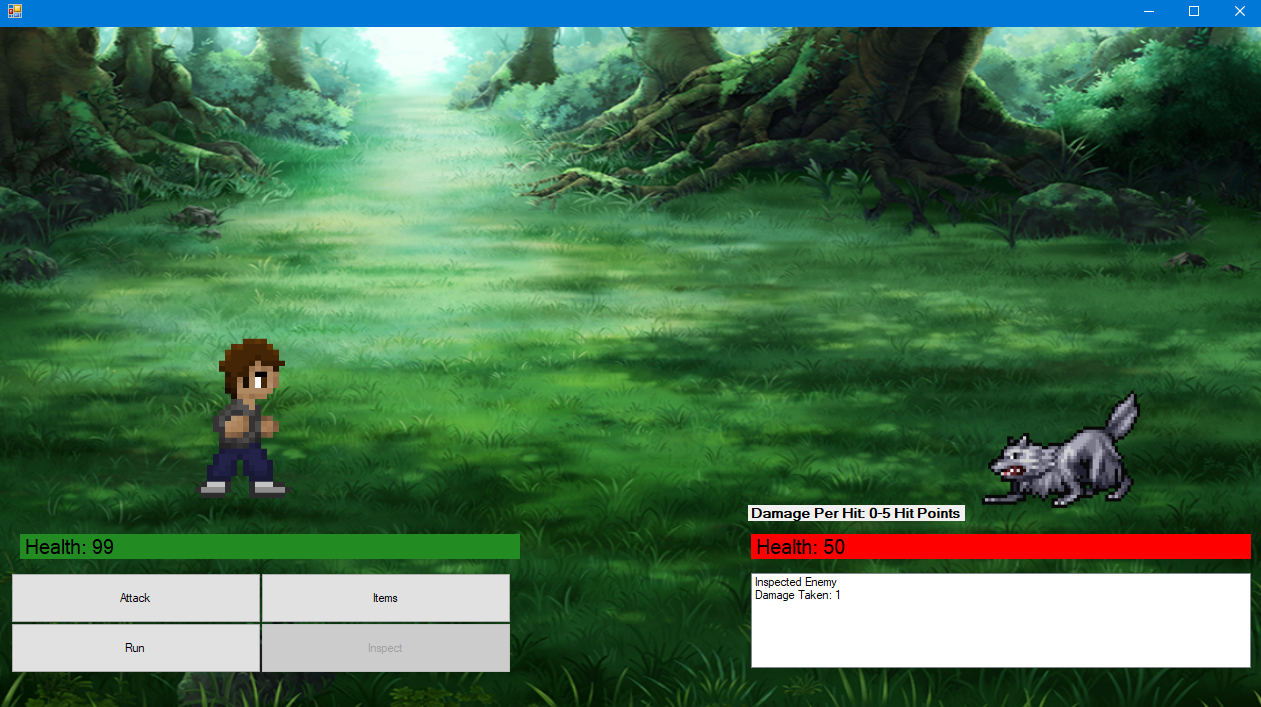 Damage Per Hit: 0-5 Hit Points
Health: 99
Health: 50
Attack
Items
Run
Inspect
Inspected Enemy
Damage Taken: 1